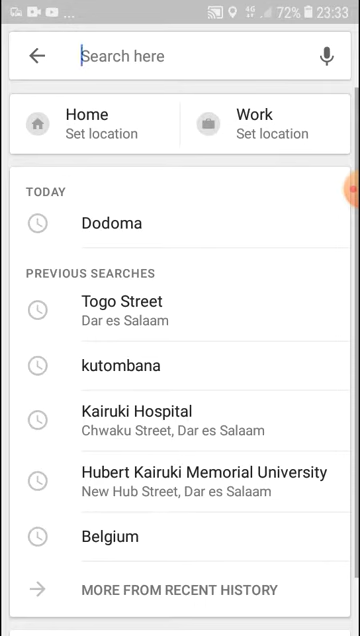 ... 4G 72% 23:33
Search here
Home
Set location
Work
Set location
TODAY
Dodoma
PREVIOUS SEARCHES
Togo Street
Dar es Salaam
kutombana
Kairuki Hospital
Chwaku Street, Dar es Salaam
Hubert Kairuki Memorial University
New Hub Street, Dar es Salaam
Belgium
MORE FROM RECENT HISTORY